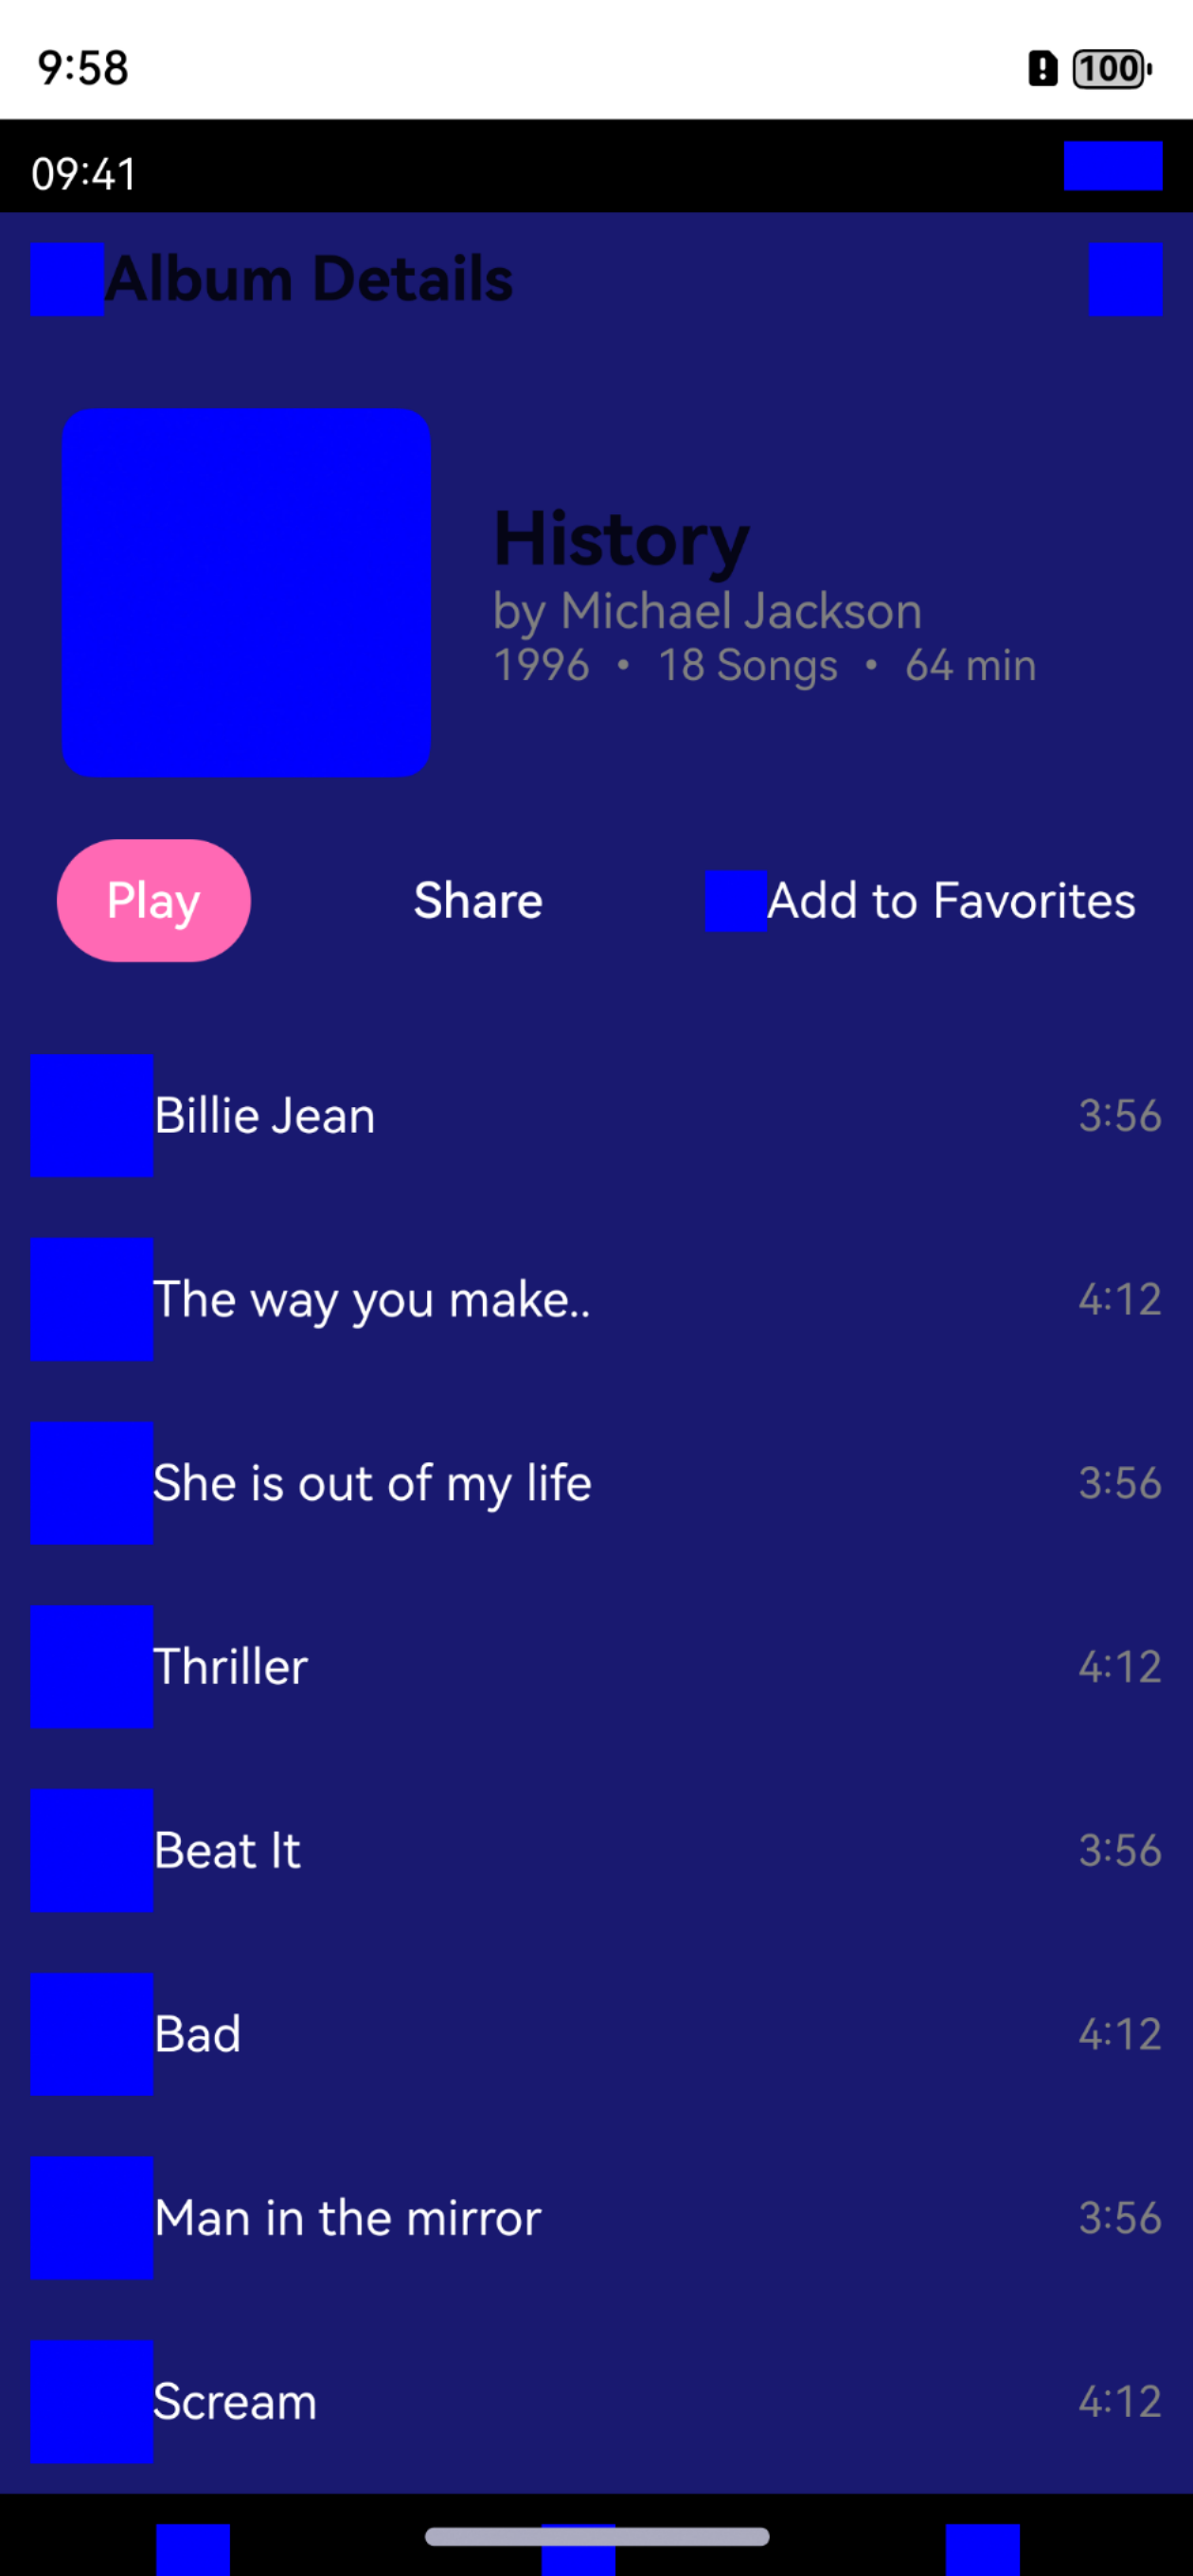 9:58
100
09:41
Album Details
History
by Michael Jackson
1996 • 18 Songs • 64 min
Play
Share
Add to Favorites
Billie Jean 3:56
The way you make.. 4:12
She is out of my life 3:56
Thriller 4:12
Beat It 3:56
Bad 4:12
Man in the mirror 3:56
Scream 4:12